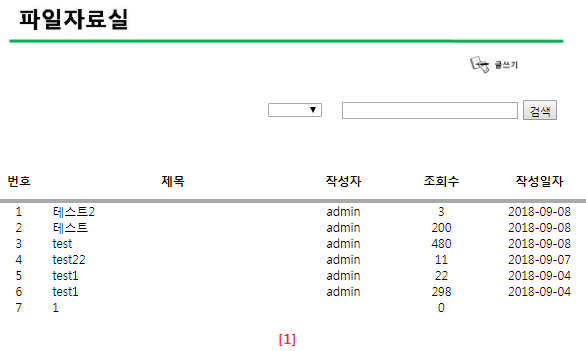 파일자료실
글쓰기
검색
번호 제목 작성자 조회수 작성일자
1 테스트2 admin 3 2018-09-08
2 테스트 admin 200 2018-09-08
3 test admin 480 2018-09-08
4 test22 admin 11 2018-09-07
5 test1 admin 22 2018-09-04
6 test1 admin 298 2018-09-04
7 1 0
[1]